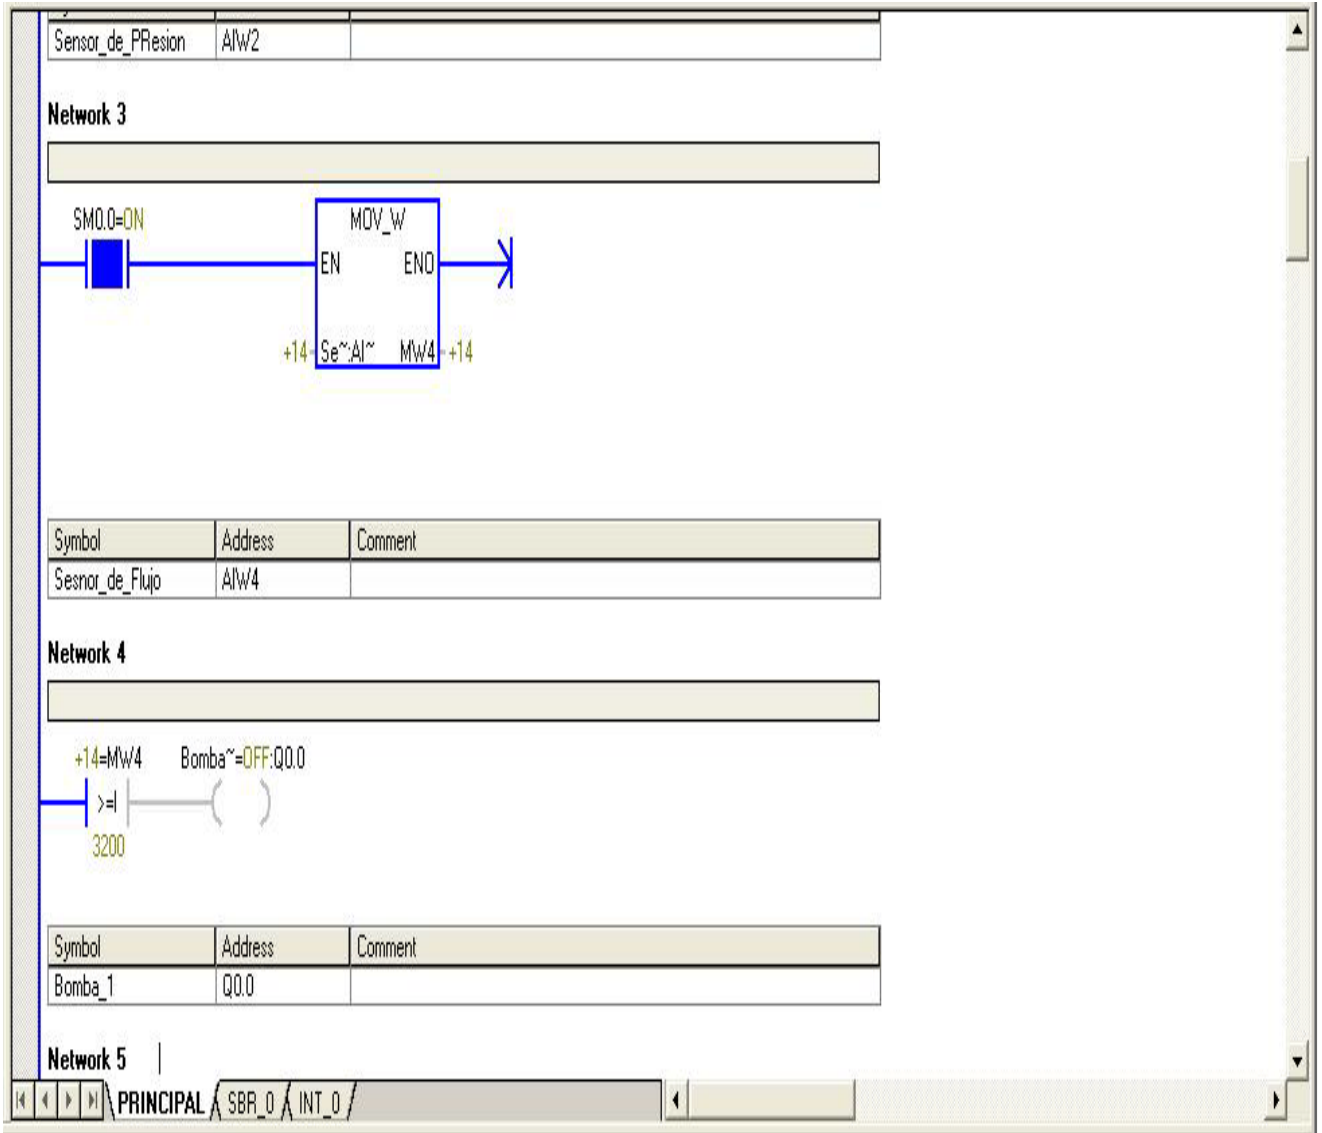 Sensor_de_PResion AIW2
Network 3
SM0.0=ON
MOV_W
EN ENO
+14 Se~:AI~ MW4 +14
Symbol Address Comment
Sesnor_de_Flujo AIW4
Network 4
+14=MW4 Bomba~=OFF:Q0.0
>=I
3200
Symbol Address Comment
Bomba_1 Q0.0
Network 5
PRINCIPAL SBR_0 INT_0